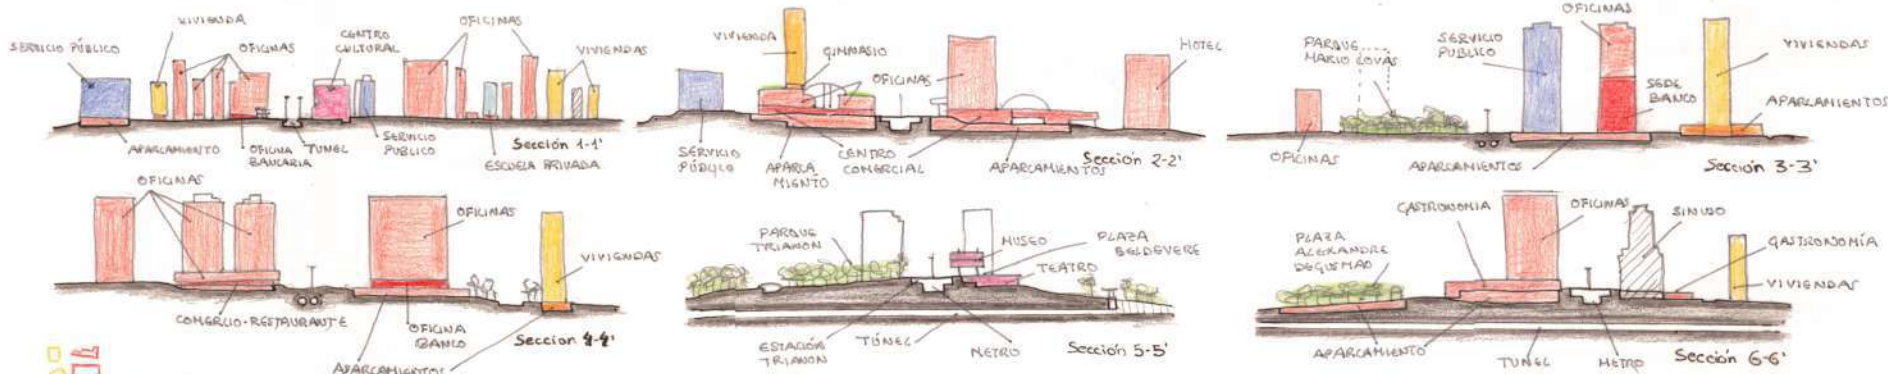 SERVICIO PÚBLICO
VIVIENDA
OFICINAS
CENTRO
CULTURAL
OFICINAS
VIVIENDAS
APARCAMIENTO
OFICINA
BANCARIA
TUNEL
SERVICIO
PUBLICO
ESCUELA PRIVADA
Sección 1-1'
VIVIENDA
GIMNASIO
OFICINAS
HOTEL
SERVICIO
PÚBLICO
APARCA
MIENTO
CENTRO
COMERCIAL
APARCAMIENTOS
Sección 2-2'
PARQUE
MARIO COVAS
SERVICIO
PUBLICO
OFICINAS
VIVIENDAS
SEDE
BANCO
APARCAMIENTOS
OFICINAS
APARCAMIENTOS
Sección 3-3'
OFICINAS
OFICINAS
VIVIENDAS
COMERCIO-RESTAURANTE
OFICINA
BANCO
APARCAMIENTOS
Sección 4-4'
PARQUE
TRIANON
MUSEO
PLAZA
BELDEVERE
TEATRO
ESTACIÓN
TRIANON
TÚNEL
METRO
Sección 5-5'
PLAZA
ALEXANDRE
DEGUSMAO
GASTRONOMIA
OFICINAS
SIN USO
GASTRONOMÍA
VIVIENDAS
APARCAMIENTO
TUNEL
METRO
Sección 6-6'